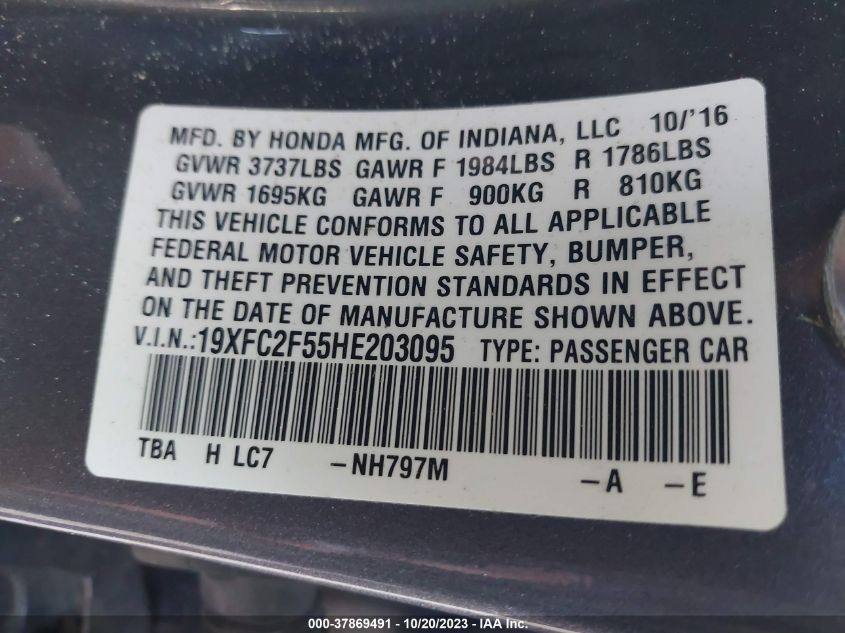 MFD. BY HONDA MFG. OF INDIANA, LLC 10/'16
GVWR 3737LBS GAWR F 1984LBS R 1786LBS
GVWR 1695KG GAWR F 900KG R 810KG
THIS VEHICLE CONFORMS TO ALL APPLICABLE
FEDERAL MOTOR VEHICLE SAFETY, BUMPER,
AND THEFT PREVENTION STANDARDS IN EFFECT
ON THE DATE OF MANUFACTURE SHOWN ABOVE.
V.I.N.:19XFC2F55HE203095 TYPE: PASSENGER CAR
TBA H LC7 -NH797M -A -E
000-37869491 - 10/20/2023 - IAA Inc.